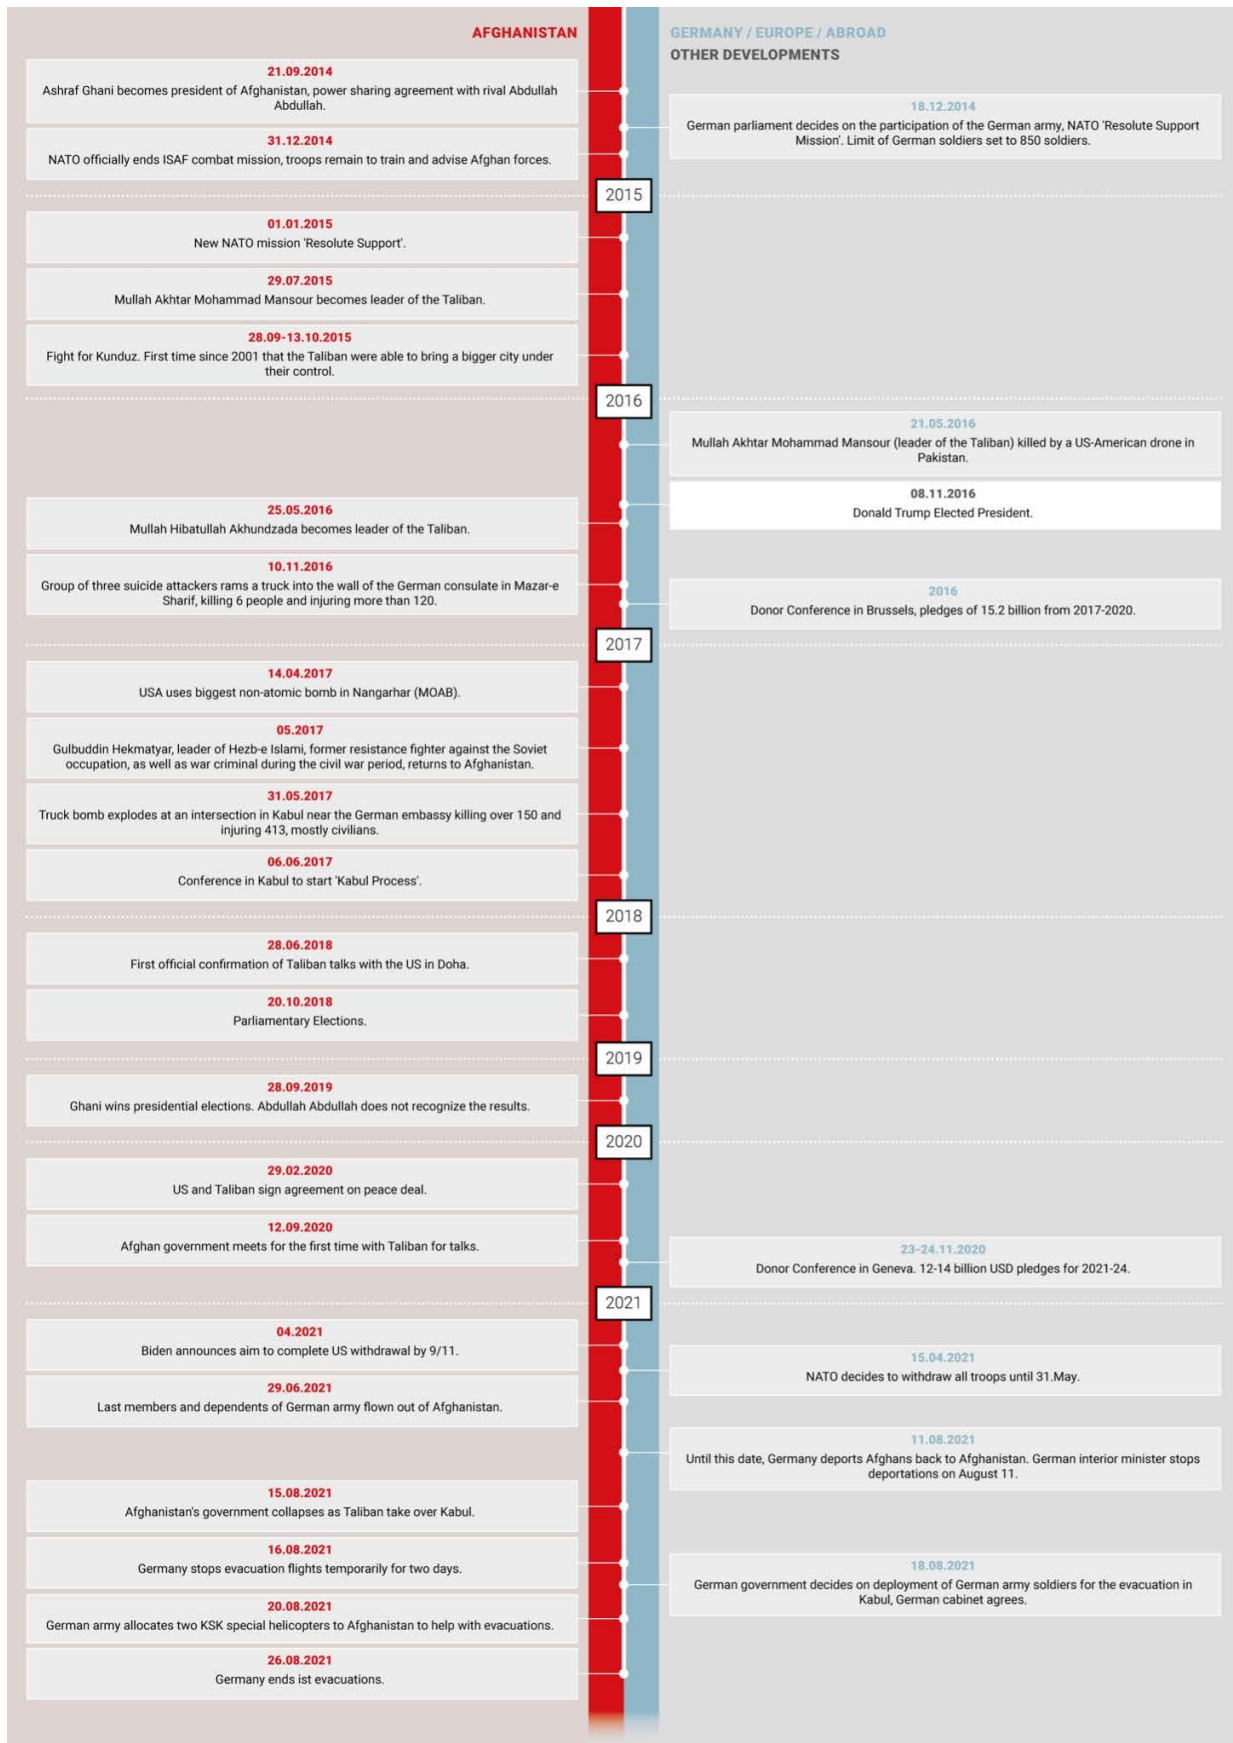 AFGHANISTAN
GERMANY / EUROPE / ABROAD
OTHER DEVELOPMENTS
21.09.2014
Ashraf Ghani becomes president of Afghanistan, power sharing agreement with rival Abdullah
Abdullah.
18.12.2014
German parliament decides on the participation of the German army, NATO 'Resolute Support
Mission'. Limit of German soldiers set to 850 soldiers.
31.12.2014
NATO officially ends ISAF combat mission, troops remain to train and advise Afghan forces.
2015
01.01.2015
New NATO mission 'Resolute Support'.
29.07.2015
Mullah Akhtar Mohammad Mansour becomes leader of the Taliban.
28.09-13.10.2015
Fight for Kunduz. First time since 2001 that the Taliban were able to bring a bigger city under
their control.
2016
21.05.2016
Mullah Akhtar Mohammad Mansour (leader of the Taliban) killed by a US-American drone in
Pakistan.
08.11.2016
Donald Trump Elected President.
25.05.2016
Mullah Hibatullah Akhundzada becomes leader of the Taliban.
10.11.2016
Group of three suicide attackers rams a truck into the wall of the German consulate in Mazar-e
Sharif, killing 6 people and injuring more than 120.
2016
Donor Conference in Brussels, pledges of 15.2 billion from 2017-2020.
2017
14.04.2017
USA uses biggest non-atomic bomb in Nangarhar (MOAB).
05.2017
Gulbuddin Hekmatyar, leader of Hezb-e Islami, former resistance fighter against the Soviet
occupation, as well as war criminal during the civil war period, returns to Afghanistan.
31.05.2017
Truck bomb explodes at an intersection in Kabul near the German embassy killing over 150 and
injuring 413, mostly civilians.
06.06.2017
Conference in Kabul to start 'Kabul Process'.
2018
28.06.2018
First official confirmation of Taliban talks with the US in Doha.
20.10.2018
Parliamentary Elections.
2019
28.09.2019
Ghani wins presidential elections. Abdullah Abdullah does not recognize the results.
2020
29.02.2020
US and Taliban sign agreement on peace deal.
12.09.2020
Afghan government meets for the first time with Taliban for talks.
23-24.11.2020
Donor Conference in Geneva. 12-14 billion USD pledges for 2021-24.
2021
04.2021
Biden announces aim to complete US withdrawal by 9/11.
15.04.2021
NATO decides to withdraw all troops until 31.May.
29.06.2021
Last members and dependents of German army flown out of Afghanistan.
11.08.2021
Until this date, Germany deports Afghans back to Afghanistan. German interior minister stops
deportations on August 11.
15.08.2021
Afghanistan's government collapses as Taliban take over Kabul.
16.08.2021
Germany stops evacuation flights temporarily for two days.
18.08.2021
German government decides on deployment of German army soldiers for the evacuation in
Kabul, German cabinet agrees.
20.08.2021
German army allocates two KSK special helicopters to Afghanistan to help with evacuations.
26.08.2021
Germany ends ist evacuations.